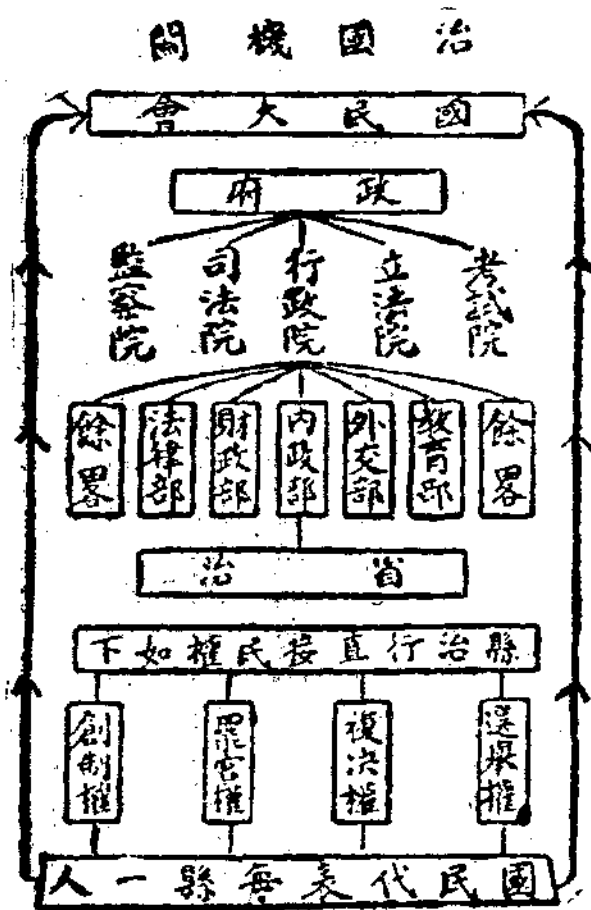 治國機關
國民大會
政府
考試院
立法院
行政院
司法院
監察院
餘畧
教育部
外交部
內政部
財政部
法律部
餘畧
省治
縣治行直接民權如下
選舉權
複決權
罷官權
創制權
國民代表每縣一人